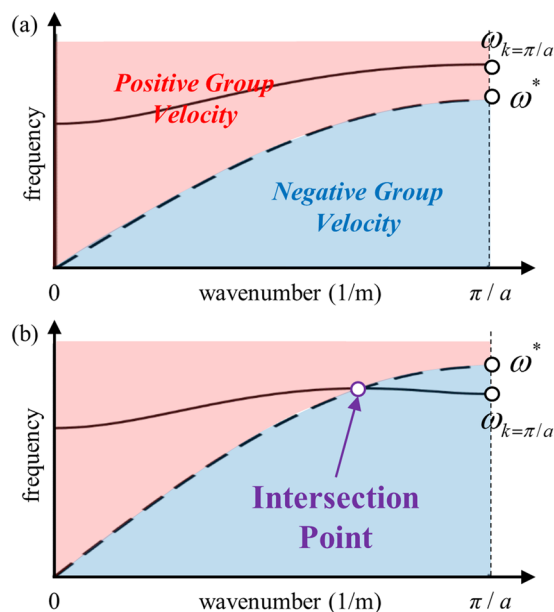 (a)
ω_{k=π/a}
Positive Group
Velocity
ω*
frequency
Negative Group
Velocity
0
wavenumber (1/m)
π / a
(b)
ω*
ω_{k=π/a}
frequency
Intersection
Point
0
wavenumber (1/m)
π / a